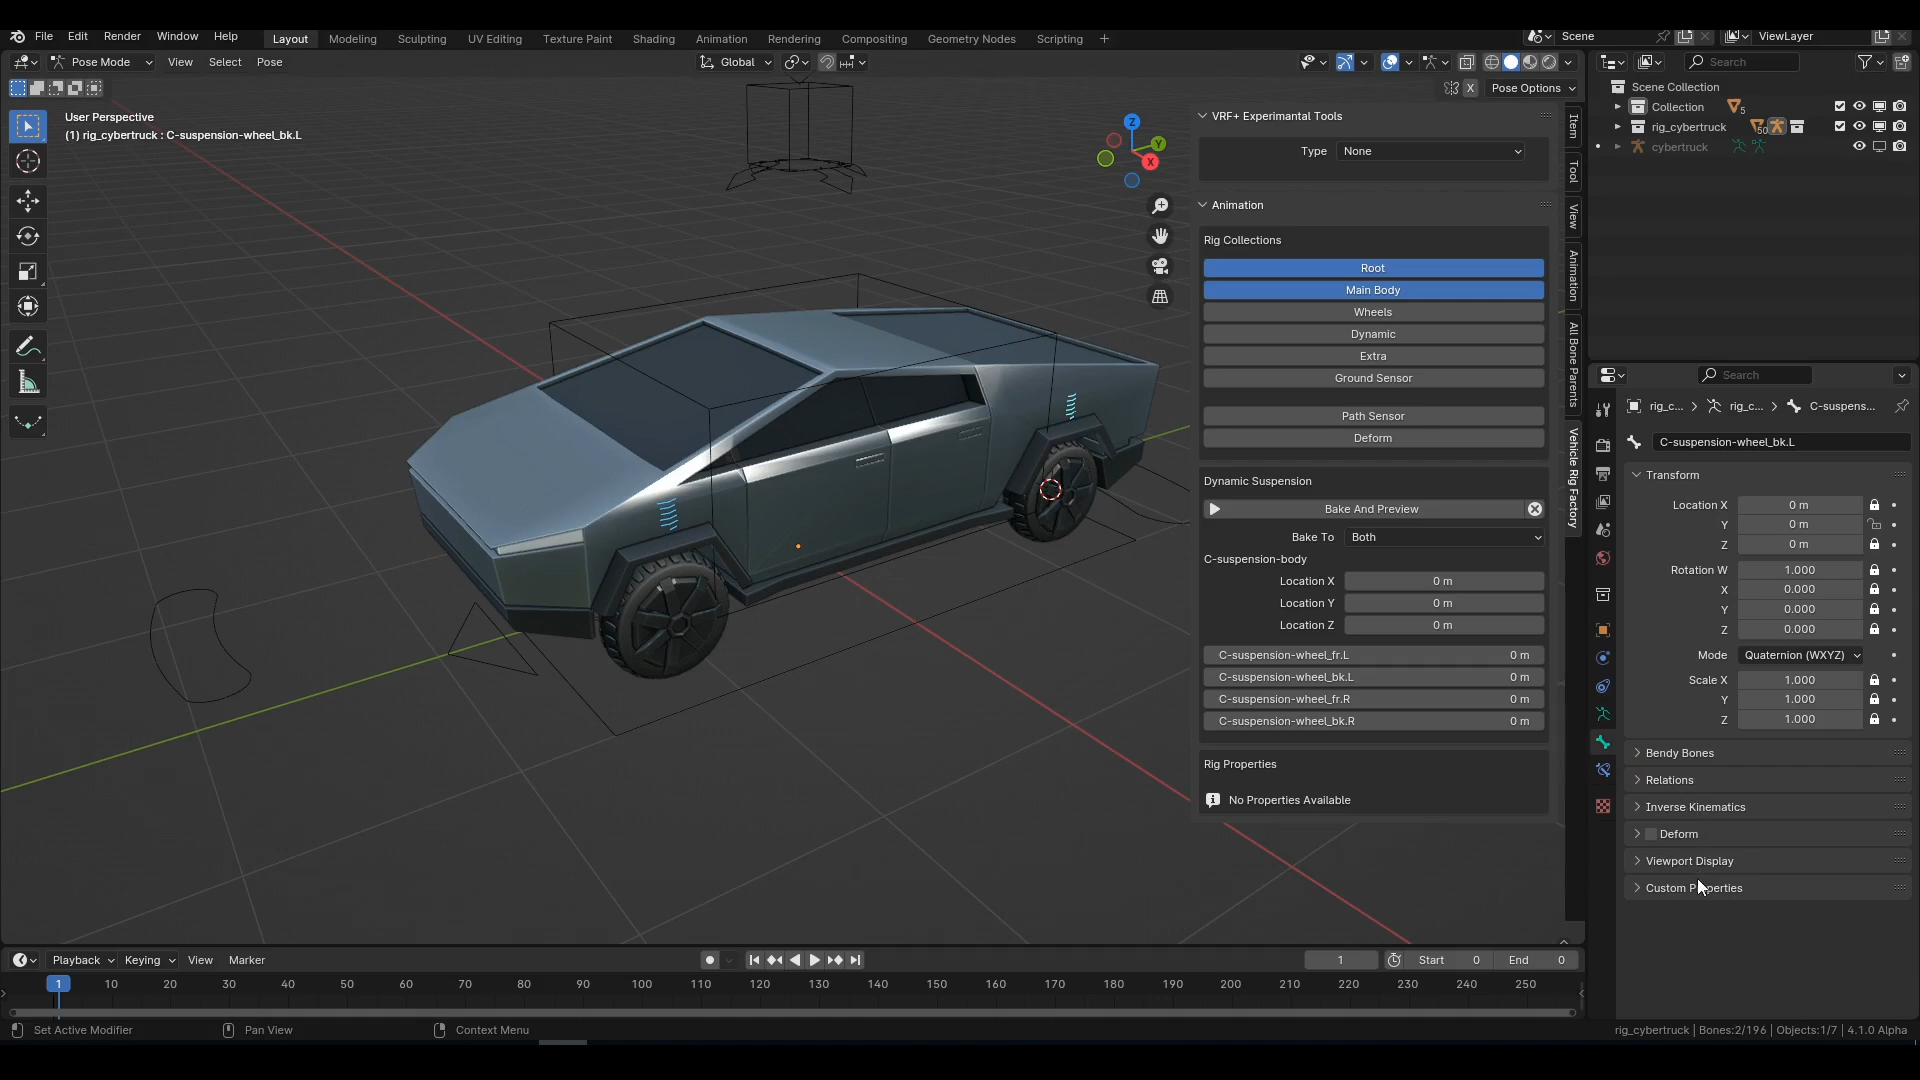 File Edit Render Window Help
Layout Modeling Sculpting UV Editing Texture Paint Shading Animation Rendering Compositing Geometry Nodes Scripting +
Scene
ViewLayer
Pose Mode View Select Pose
Global
Search
X Pose Options
User Perspective
(1) rig_cybertruck : C-suspension-wheel_bk.L
Z
Y
X
VRF+ Experimantal Tools
Type None
Animation
Rig Collections
Root
Main Body
Wheels
Dynamic
Extra
Ground Sensor
Path Sensor
Deform
Dynamic Suspension
Bake And Preview
Bake To Both
C-suspension-body
Location X 0 m
Location Y 0 m
Location Z 0 m
C-suspension-wheel_fr.L 0 m
C-suspension-wheel_bk.L 0 m
C-suspension-wheel_fr.R 0 m
C-suspension-wheel_bk.R 0 m
Rig Properties
No Properties Available
Item
Tool
View
Animation
All Bone Parents
Vehicle Rig Factory
Scene Collection
Collection 5
rig_cybertruck 50
cybertruck
Search
rig_c... rig_c... C-suspens...
C-suspension-wheel_bk.L
Transform
Location X 0 m
Y 0 m
Z 0 m
Rotation W 1.000
X 0.000
Y 0.000
Z 0.000
Mode Quaternion (WXYZ)
Scale X 1.000
Y 1.000
Z 1.000
Bendy Bones
Relations
Inverse Kinematics
Deform
Viewport Display
Custom Properties
Playback Keying View Marker
1 Start 0 End 0
1 10 20 30 40 50 60 70 80 90 100 110 120 130 140 150 160 170 180 190 200 210 220 230 240 250
Set Active Modifier Pan View Context Menu
rig_cybertruck | Bones:2/196 | Objects:1/7 | 4.1.0 Alpha